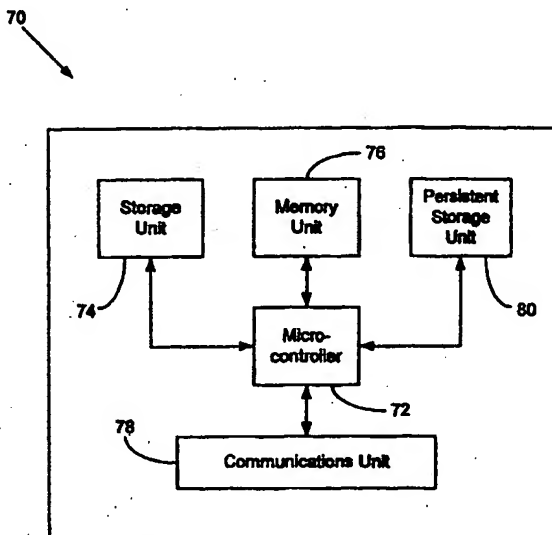 70
76
Storage
Unit
Memory
Unit
Persistent
Storage
Unit
74
80
Micro-
controller
72
78
Communications Unit